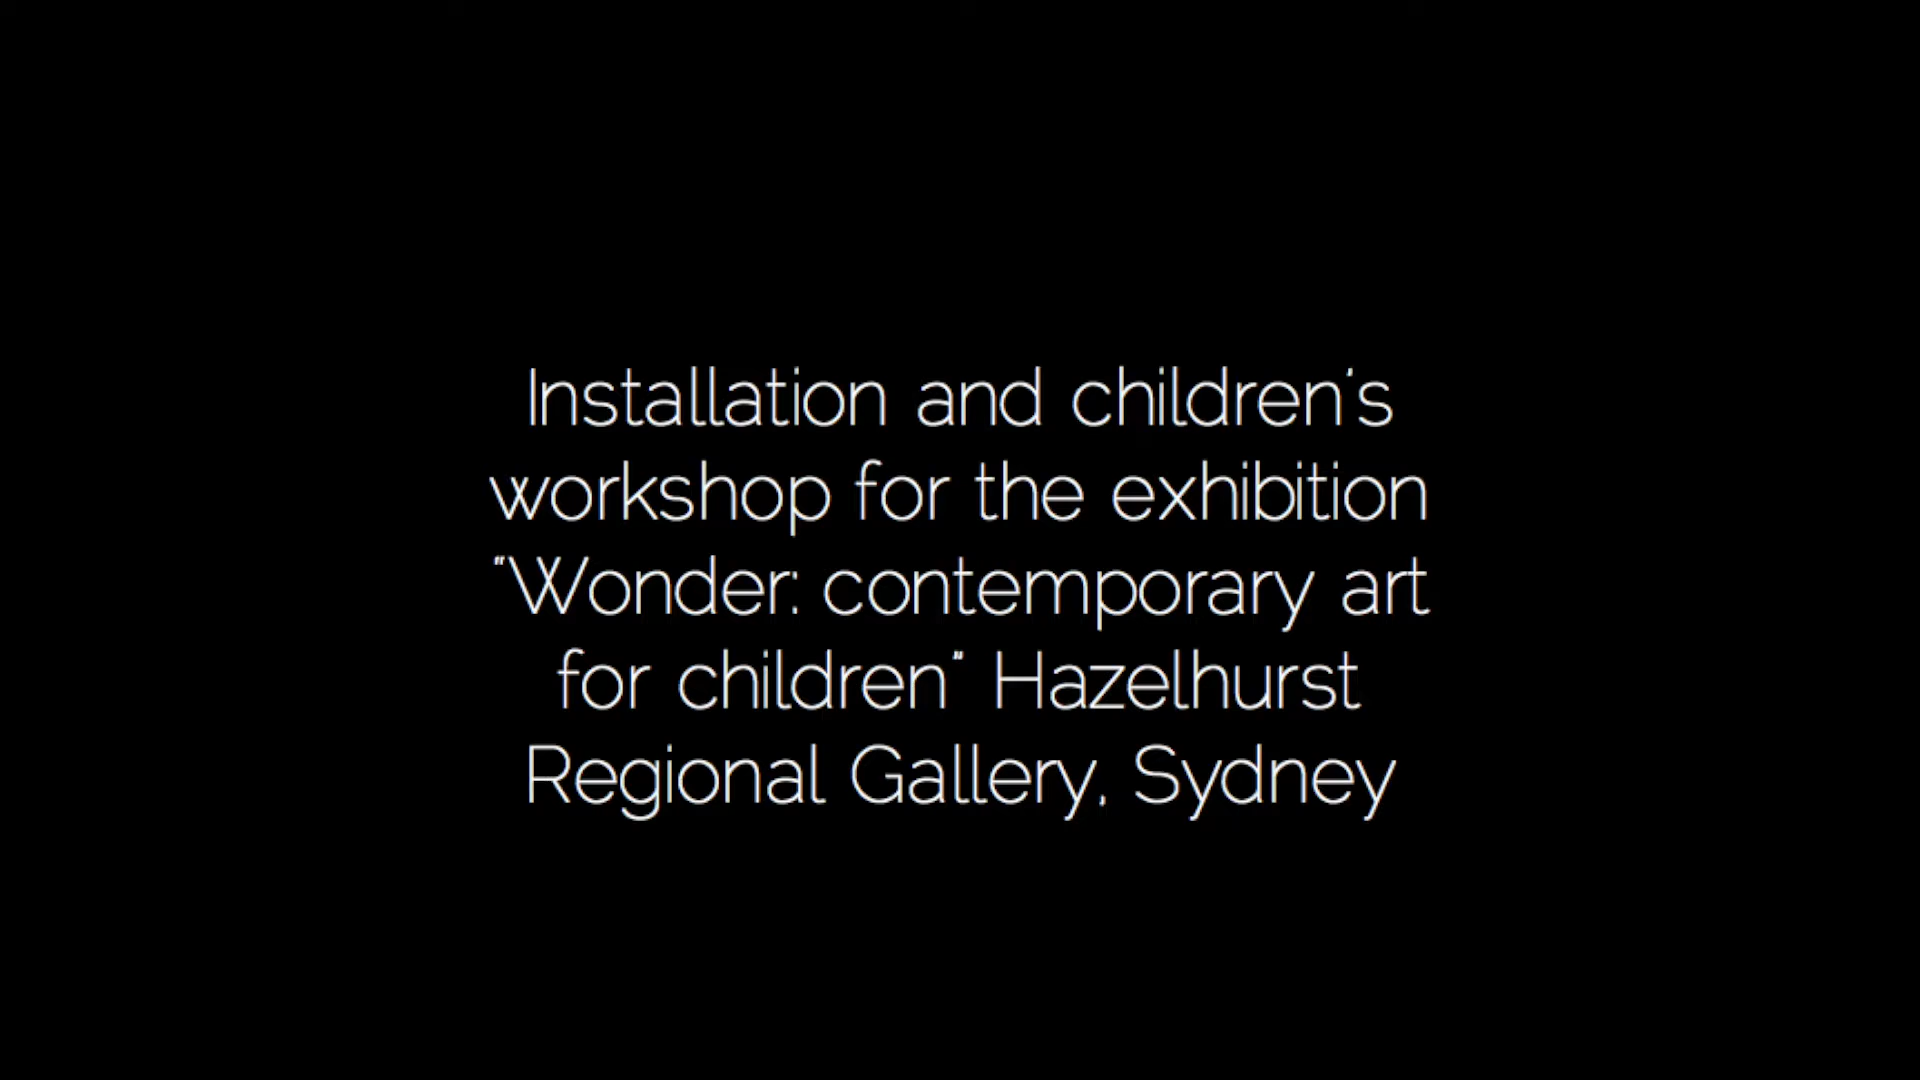 Installation and children's
workshop for the exhibition
"Wonder: contemporary art
for children" Hazelhurst
Regional Gallery, Sydney